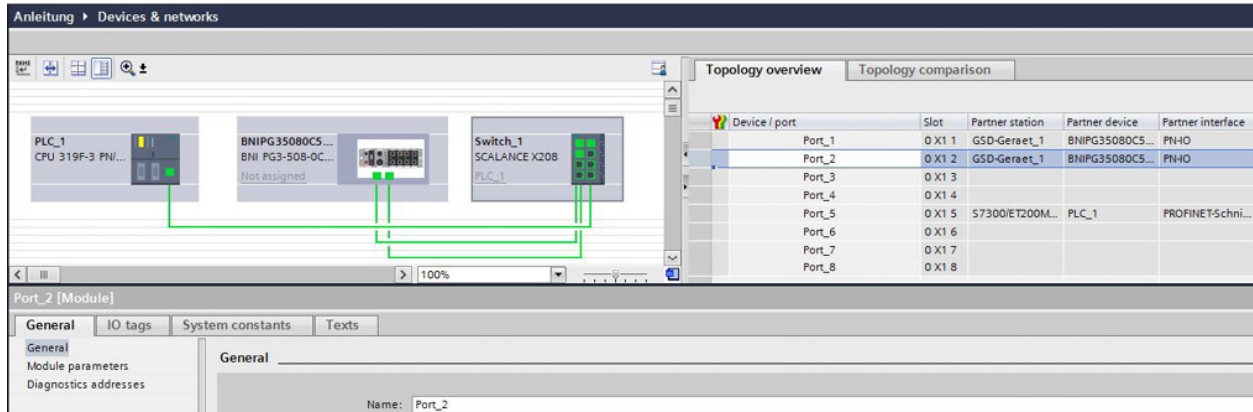 Anleitung ▸ Devices & networks
Topology overview Topology comparison
Device / port Slot Partner station Partner device Partner interface
Port_1 0 X1 1 GSD-Geraet_1 BNIPG35080C5... PN-IO
Port_2 0 X1 2 GSD-Geraet_1 BNIPG35080C5... PN-IO
Port_3 0 X1 3
Port_4 0 X1 4
Port_5 0 X1 5 S7300/ET200M... PLC_1 PROFINET-Schni...
Port_6 0 X1 6
Port_7 0 X1 7
Port_8 0 X1 8
PLC_1
CPU 319F-3 PN/...
BNIPG35080C5...
BNI PG3-508-0C...
Not assigned
Switch_1
SCALANCE X208
PLC_1
100%
Port_2 [Module]
General IO tags System constants Texts
General
Module parameters
Diagnostics addresses
General
Name: Port_2